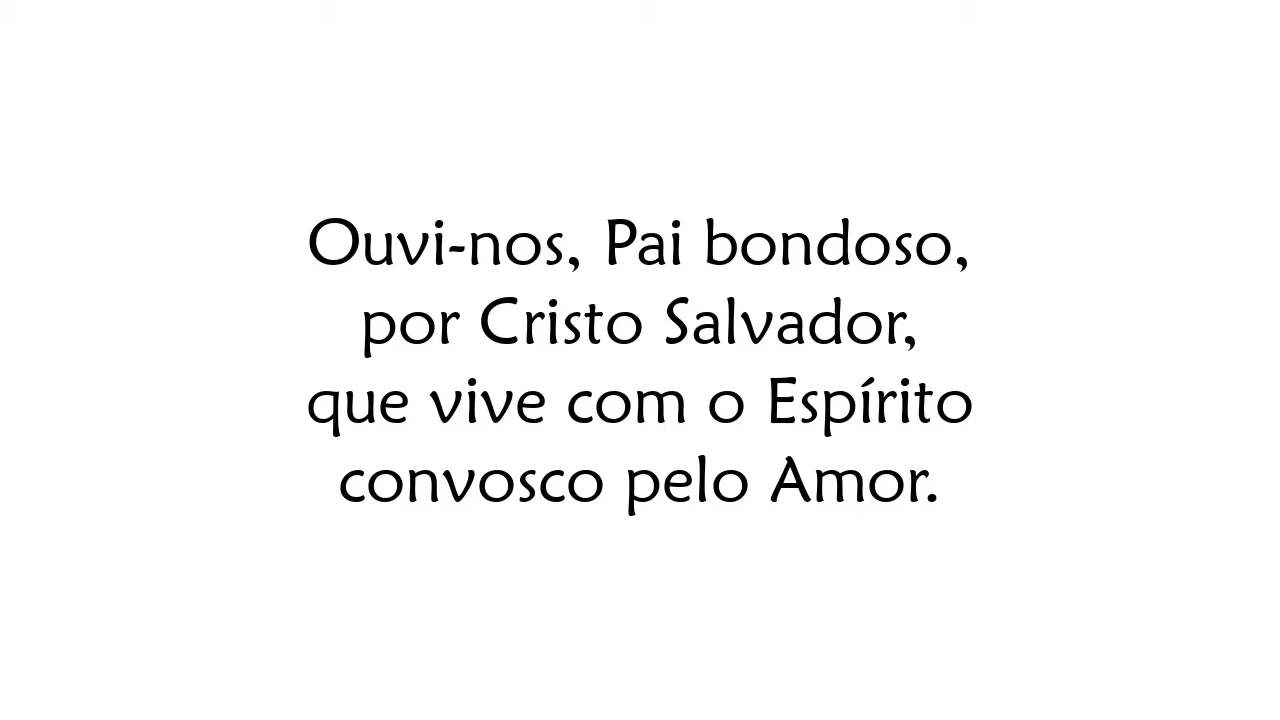 Ouvi-nos, Pai bondoso,
por Cristo Salvador,
que vive com o Espírito
convosco pelo Amor.